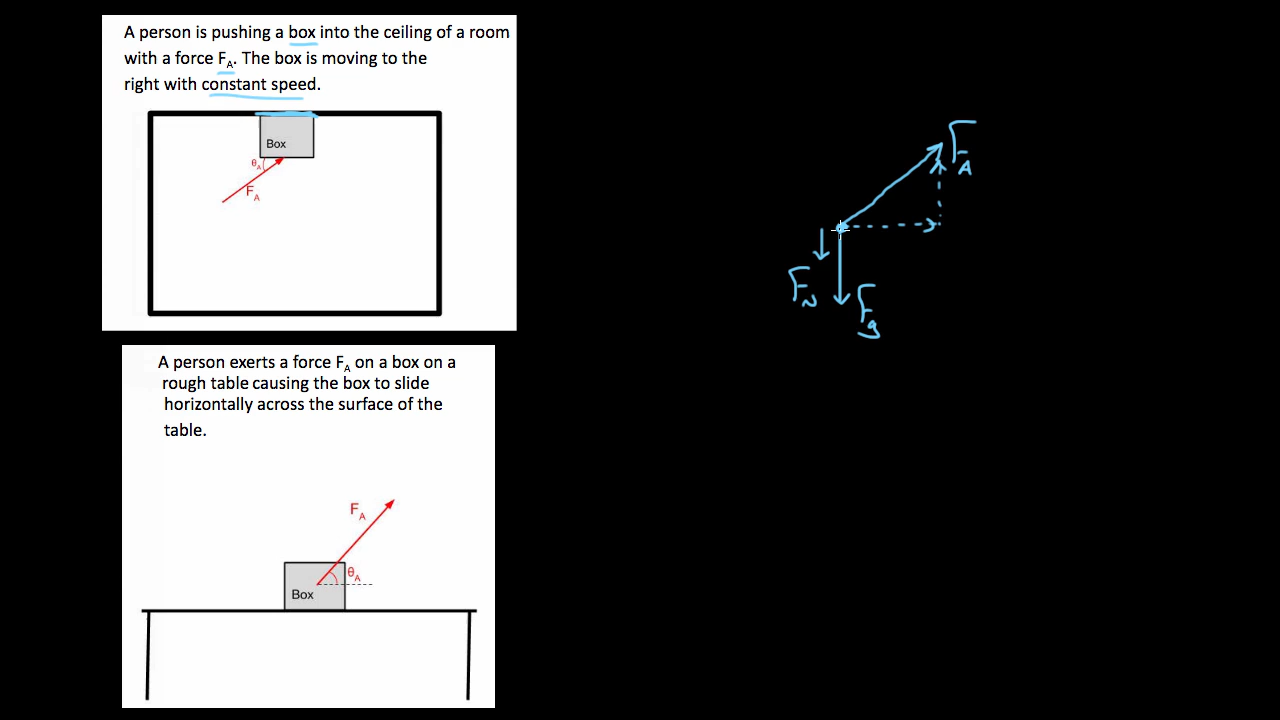 A person is pushing a box into the ceiling of a room
with a force FA. The box is moving to the
right with constant speed.
Box
θA
FA
FA
FN
Fg
A person exerts a force FA on a box on a
rough table causing the box to slide
horizontally across the surface of the
table.
FA
θA
Box